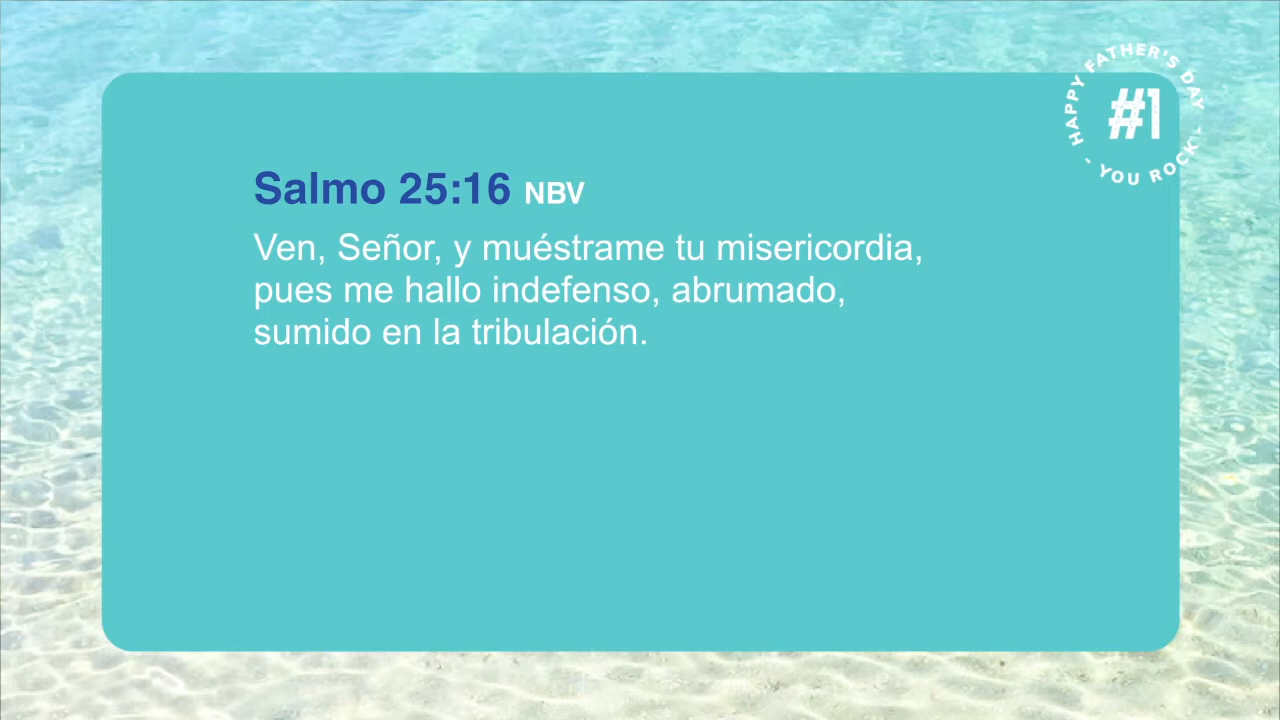 Salmo 25:16 NBV
Ven, Señor, y muéstrame tu misericordia,
pues me hallo indefenso, abrumado,
sumido en la tribulación.
HAPPY FATHER'S DAY
#1
- YOU ROCK -